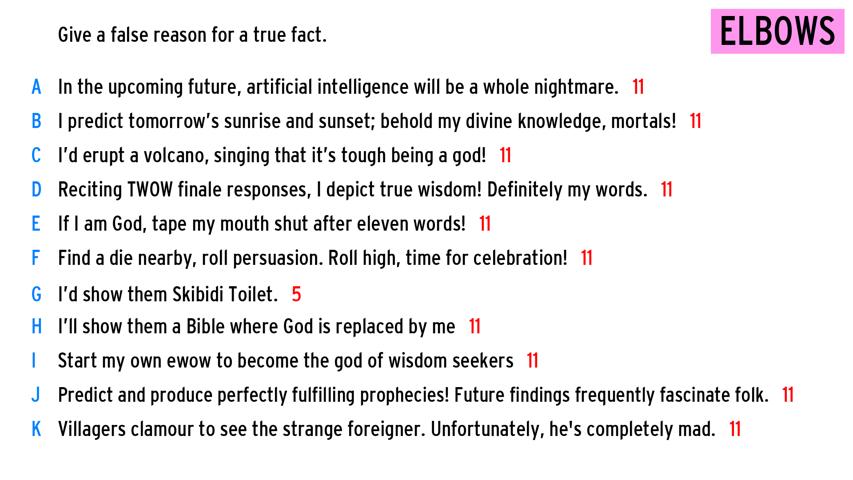 Give a false reason for a true fact.
ELBOWS
A In the upcoming future, artificial intelligence will be a whole nightmare. 11
B I predict tomorrow’s sunrise and sunset; behold my divine knowledge, mortals! 11
C I’d erupt a volcano, singing that it’s tough being a god! 11
D Reciting TWOW finale responses, I depict true wisdom! Definitely my words. 11
E If I am God, tape my mouth shut after eleven words! 11
F Find a die nearby, roll persuasion. Roll high, time for celebration! 11
G I’d show them Skibidi Toilet. 5
H I’ll show them a Bible where God is replaced by me 11
I Start my own ewow to become the god of wisdom seekers 11
J Predict and produce perfectly fulfilling prophecies! Future findings frequently fascinate folk. 11
K Villagers clamour to see the strange foreigner. Unfortunately, he's completely mad. 11